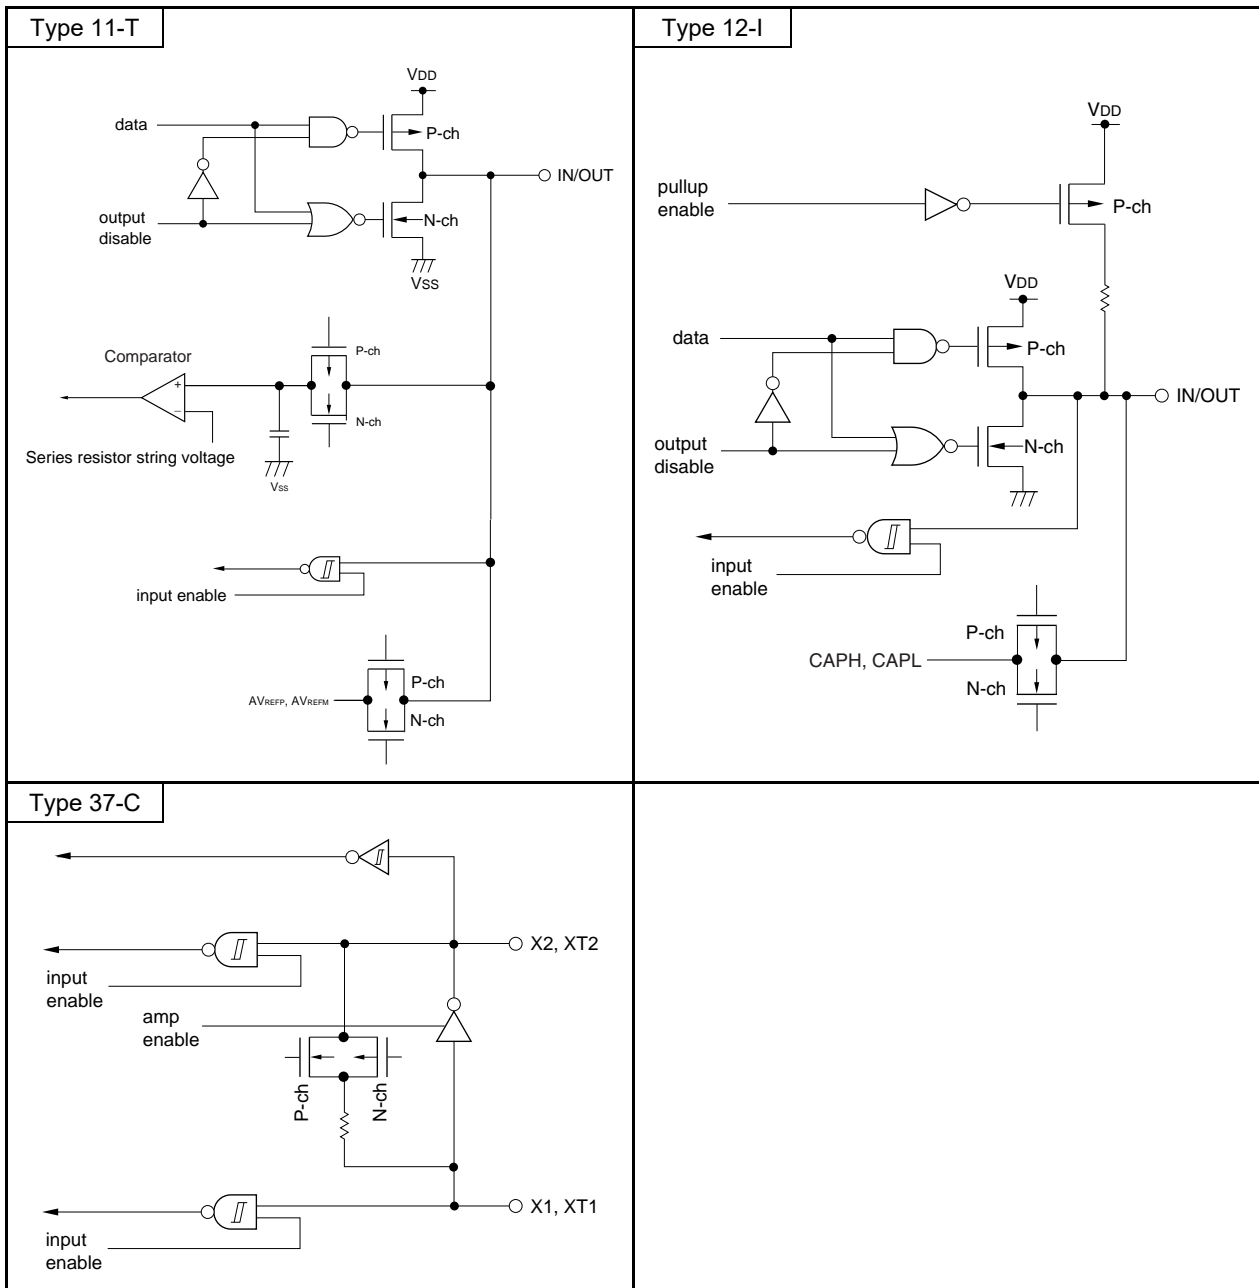 Type 11-T
VDD
data
P-ch
IN/OUT
output
disable
N-ch
VSS
Comparator
P-ch
+
−
N-ch
Series resistor string voltage
VSS
input enable
P-ch
AVREFP, AVREFM
N-ch
Type 12-I
VDD
pullup
enable
P-ch
VDD
data
P-ch
IN/OUT
output
disable
N-ch
input
enable
P-ch
CAPH, CAPL
N-ch
Type 37-C
X2, XT2
input
enable
amp
enable
P-ch
N-ch
X1, XT1
input
enable